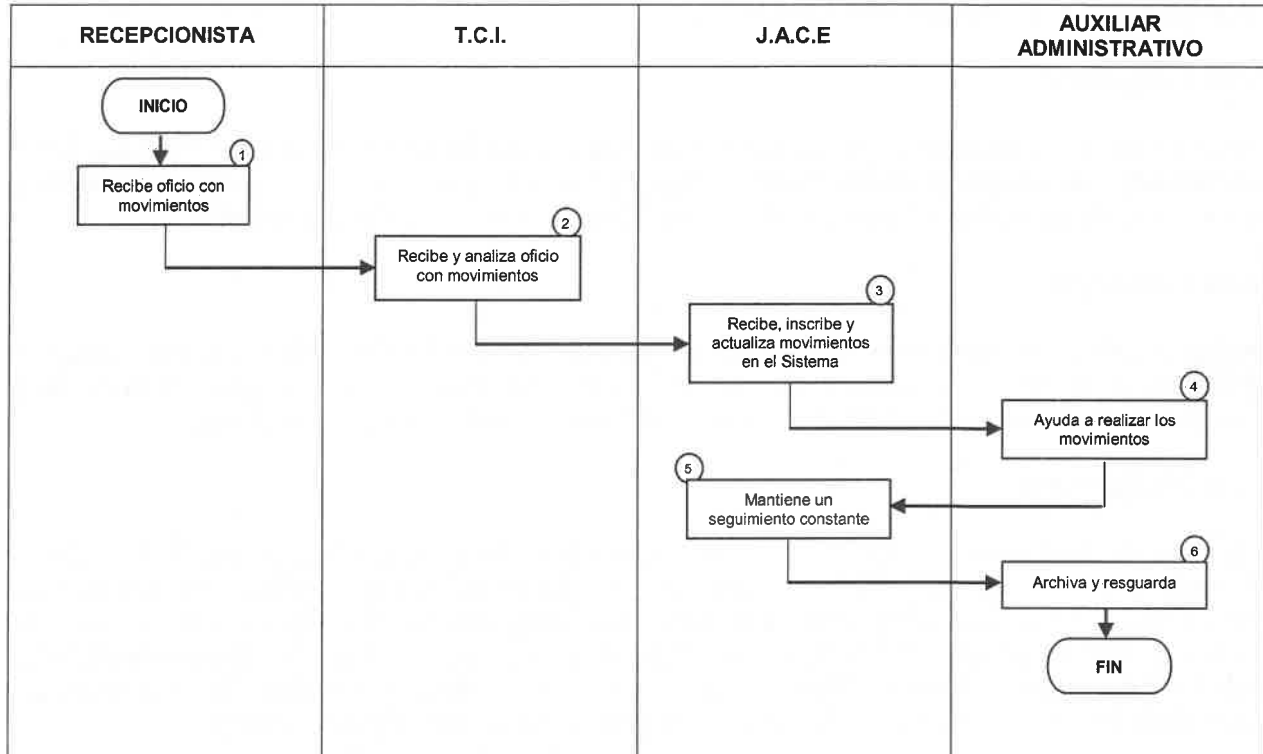 RECEPCIONISTA
T.C.I.
J.A.C.E
AUXILIAR
ADMINISTRATIVO
INICIO
1
Recibe oficio con
movimientos
2
Recibe y analiza oficio
con movimientos
3
Recibe, inscribe y
actualiza movimientos
en el Sistema
4
Ayuda a realizar los
movimientos
5
Mantiene un
seguimiento constante
6
Archiva y resguarda
FIN